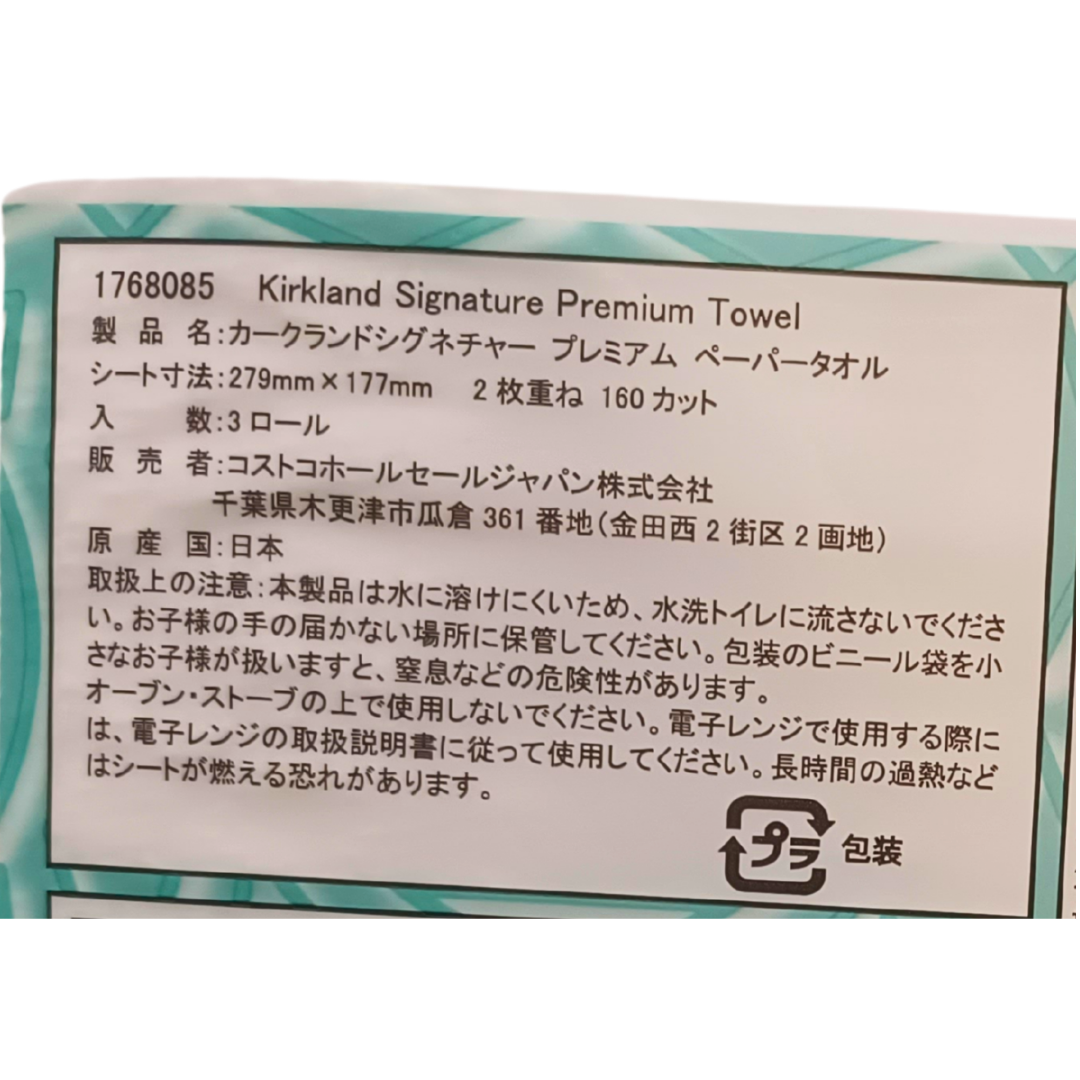 1768085 Kirkland Signature Premium Towel
製 品 名:カークランドシグネチャー プレミアム ペーパータオル
シート寸法:279mm×177mm 2枚重ね 160カット
入 数:3ロール
販 売 者:コストコホールセールジャパン株式会社
千葉県木更津市瓜倉361番地(金田西2街区2画地)
原 産 国:日本
取扱上の注意:本製品は水に溶けにくいため、水洗トイレに流さないでくださ
い。お子様の手の届かない場所に保管してください。包装のビニール袋を小
さなお子様が扱いますと、窒息などの危険性があります。
オーブン・ストーブの上で使用しないでください。電子レンジで使用する際に
は、電子レンジの取扱説明書に従って使用してください。長時間の過熱など
はシートが燃える恐れがあります。
プラ 包装